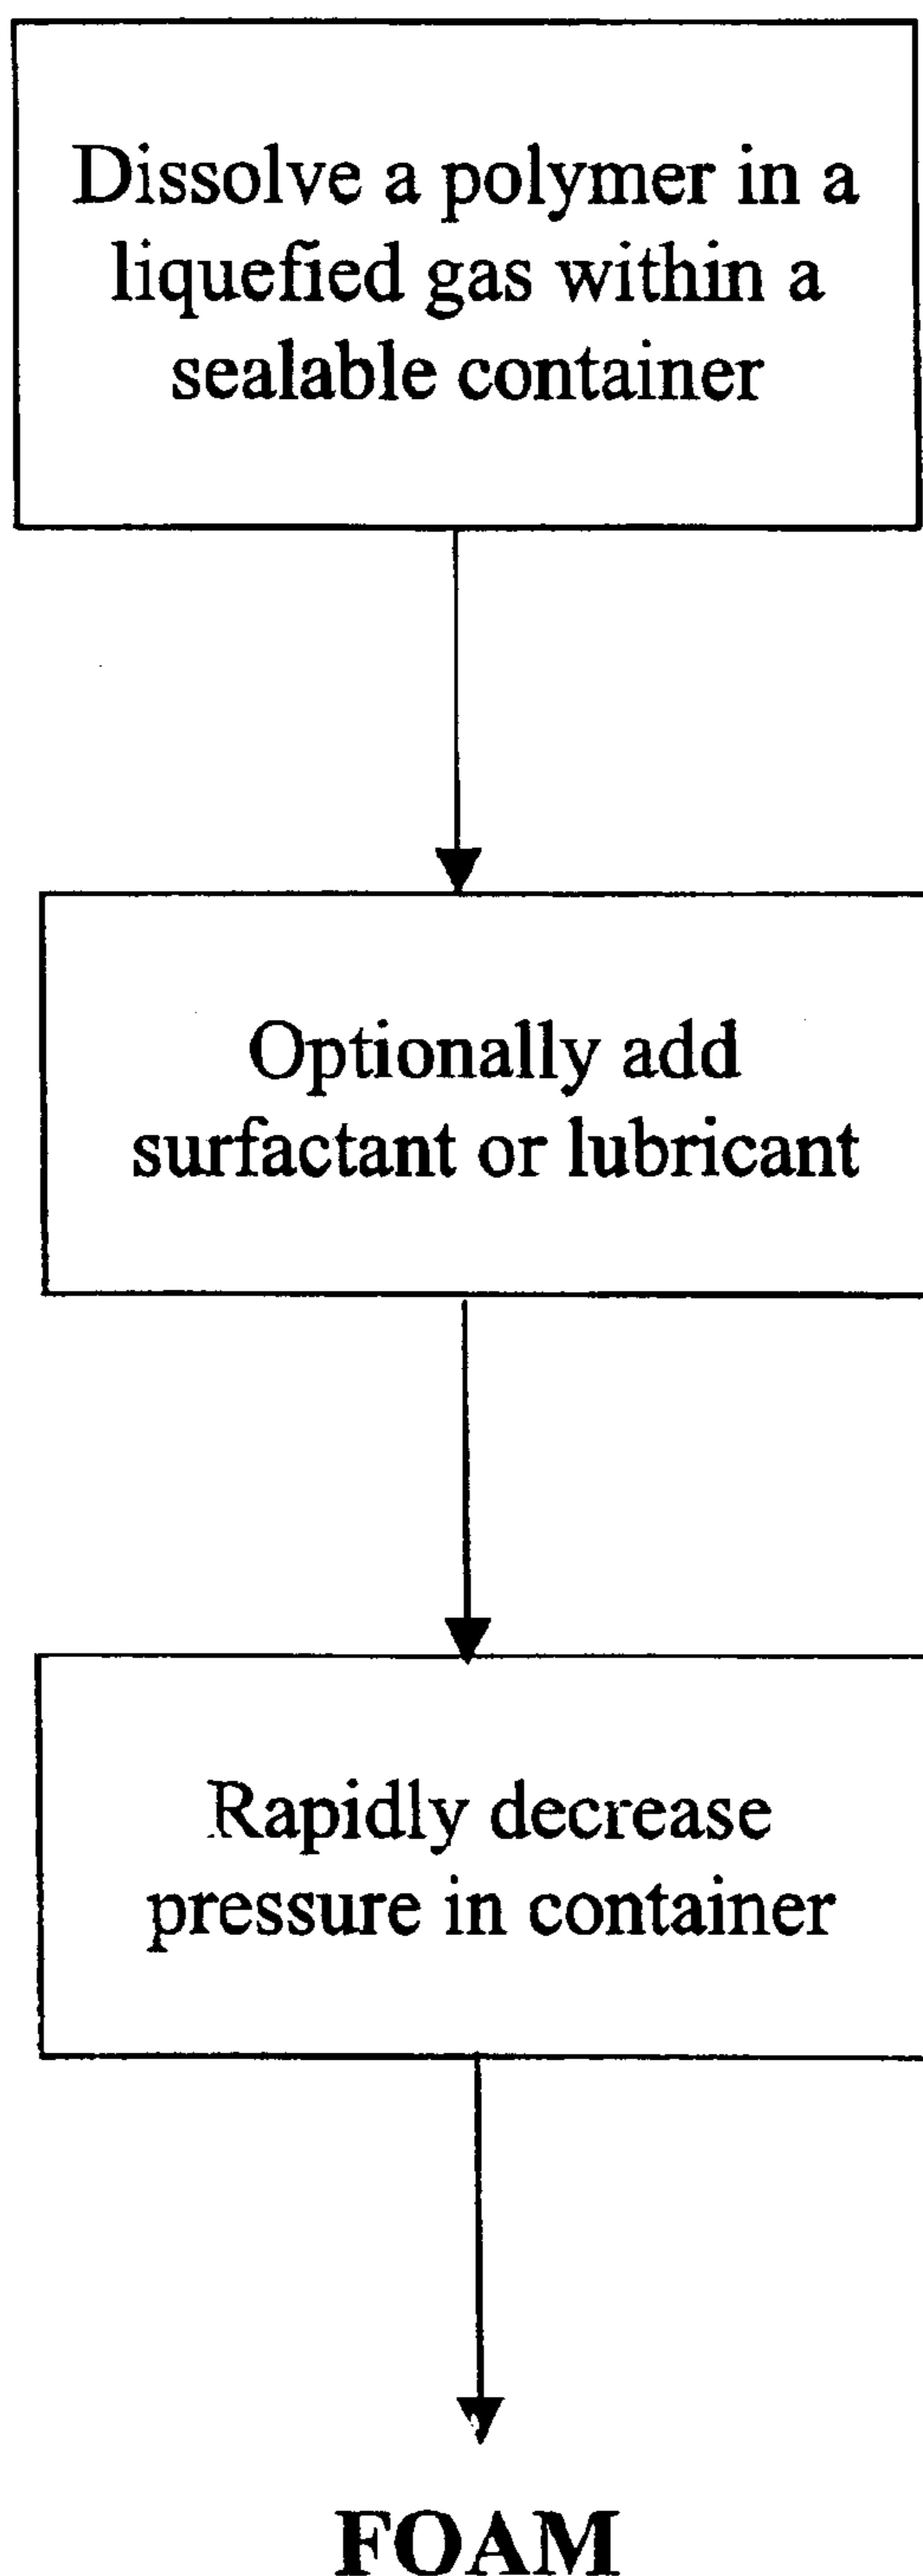 Dissolve a polymer in a
liquefied gas within a
sealable container
Optionally add
surfactant or lubricant
Rapidly decrease
pressure in container
FOAM